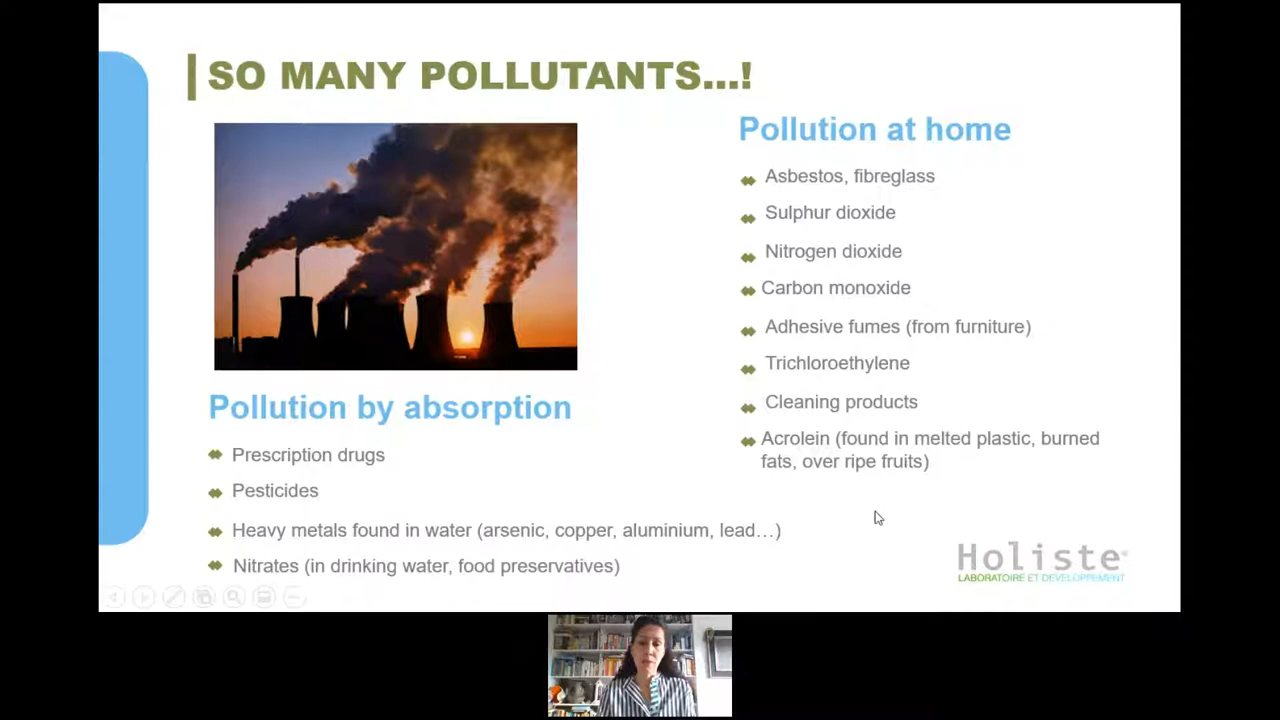 SO MANY POLLUTANTS...!
Pollution by absorption
Prescription drugs
Pesticides
Heavy metals found in water (arsenic, copper, aluminium, lead…)
Nitrates (in drinking water, food preservatives)
Pollution at home
Asbestos, fibreglass
Sulphur dioxide
Nitrogen dioxide
Carbon monoxide
Adhesive fumes (from furniture)
Trichloroethylene
Cleaning products
Acrolein (found in melted plastic, burned
fats, over ripe fruits)
Holiste®
LABORATOIRE ET DEVELOPPEMENT